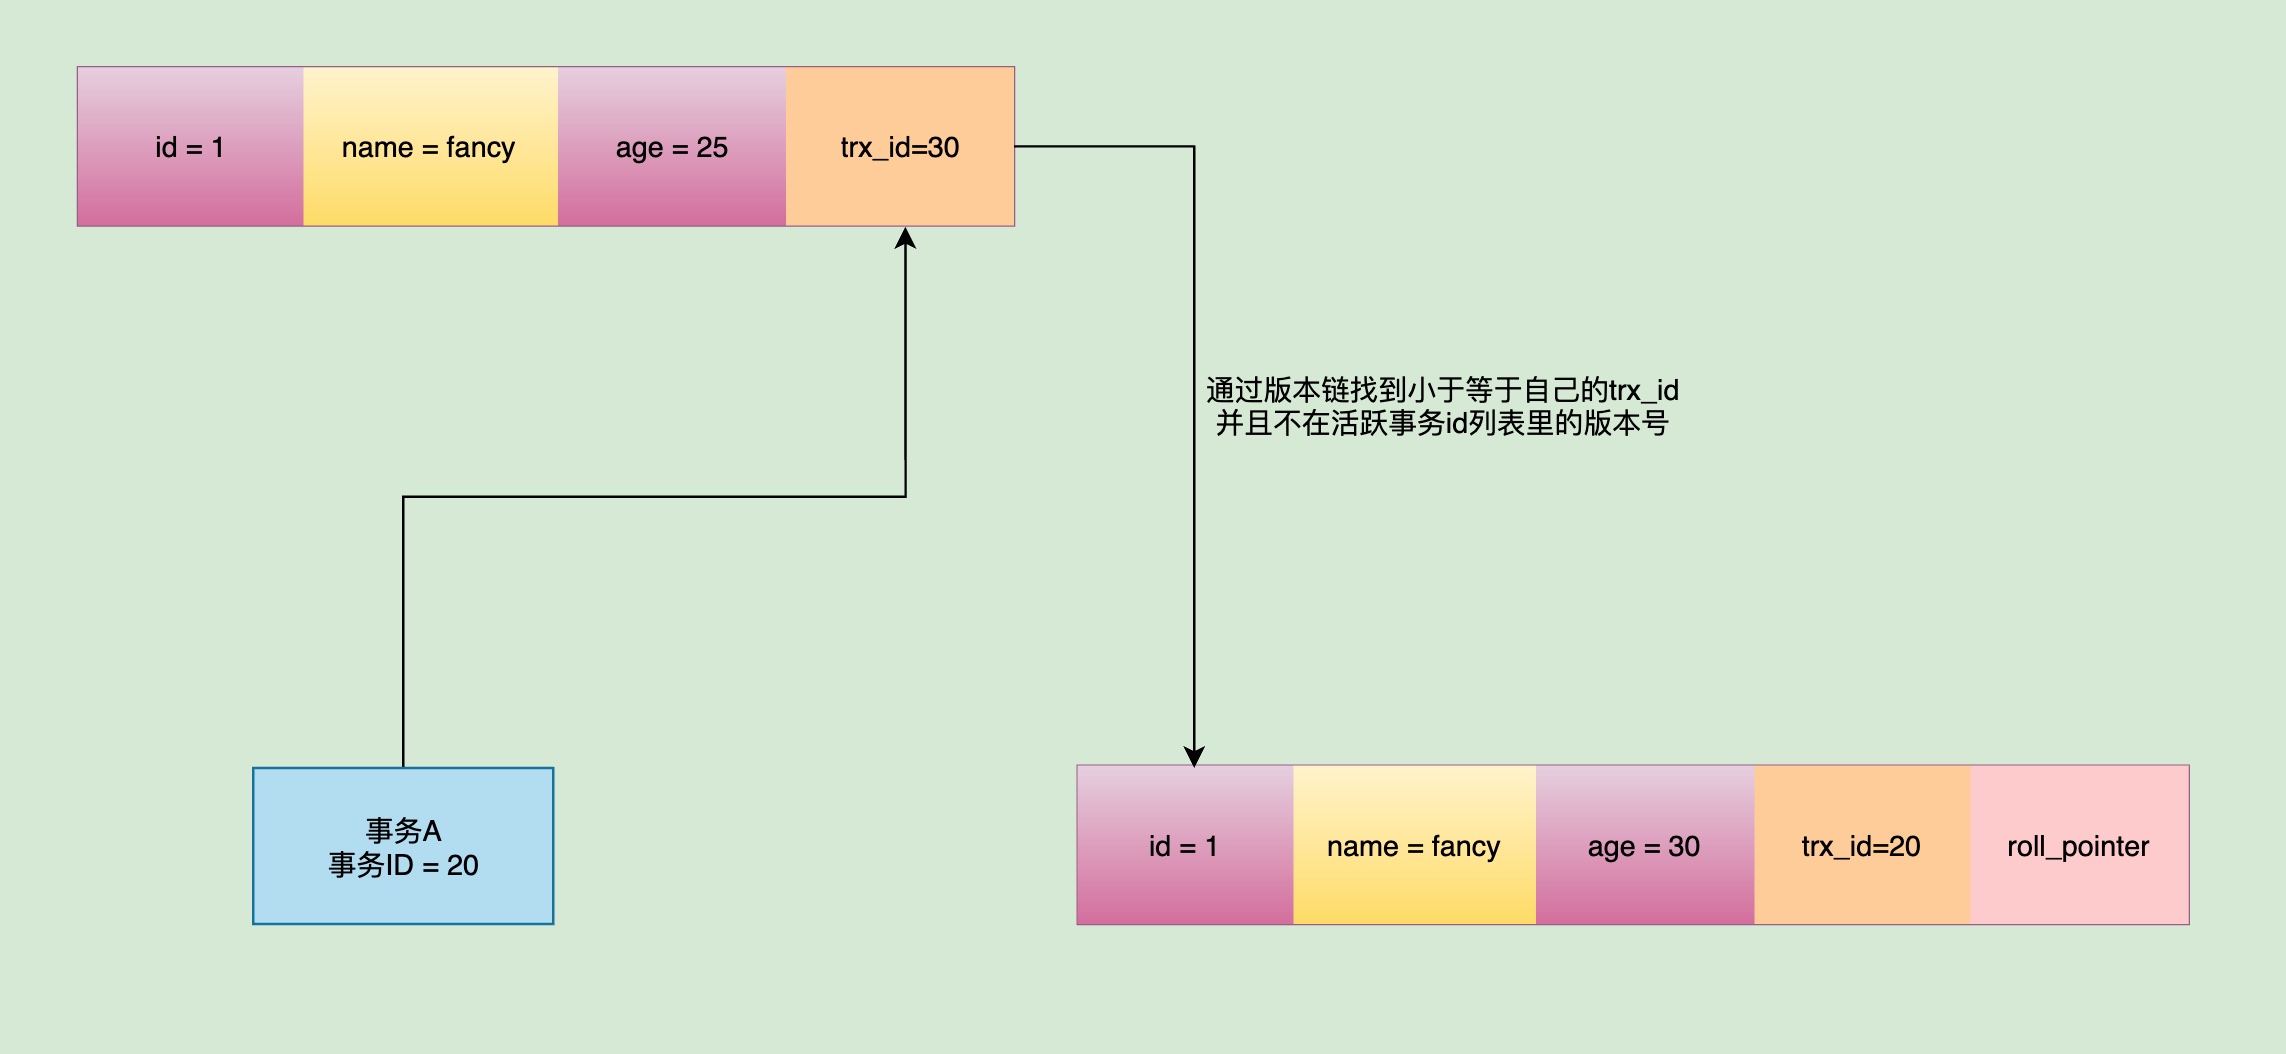 id = 1
name = fancy
age = 25
trx_id=30
通过版本链找到小于等于自己的trx_id
并且不在活跃事务id列表里的版本号
事务A
事务ID = 20
id = 1
name = fancy
age = 30
trx_id=20
roll_pointer